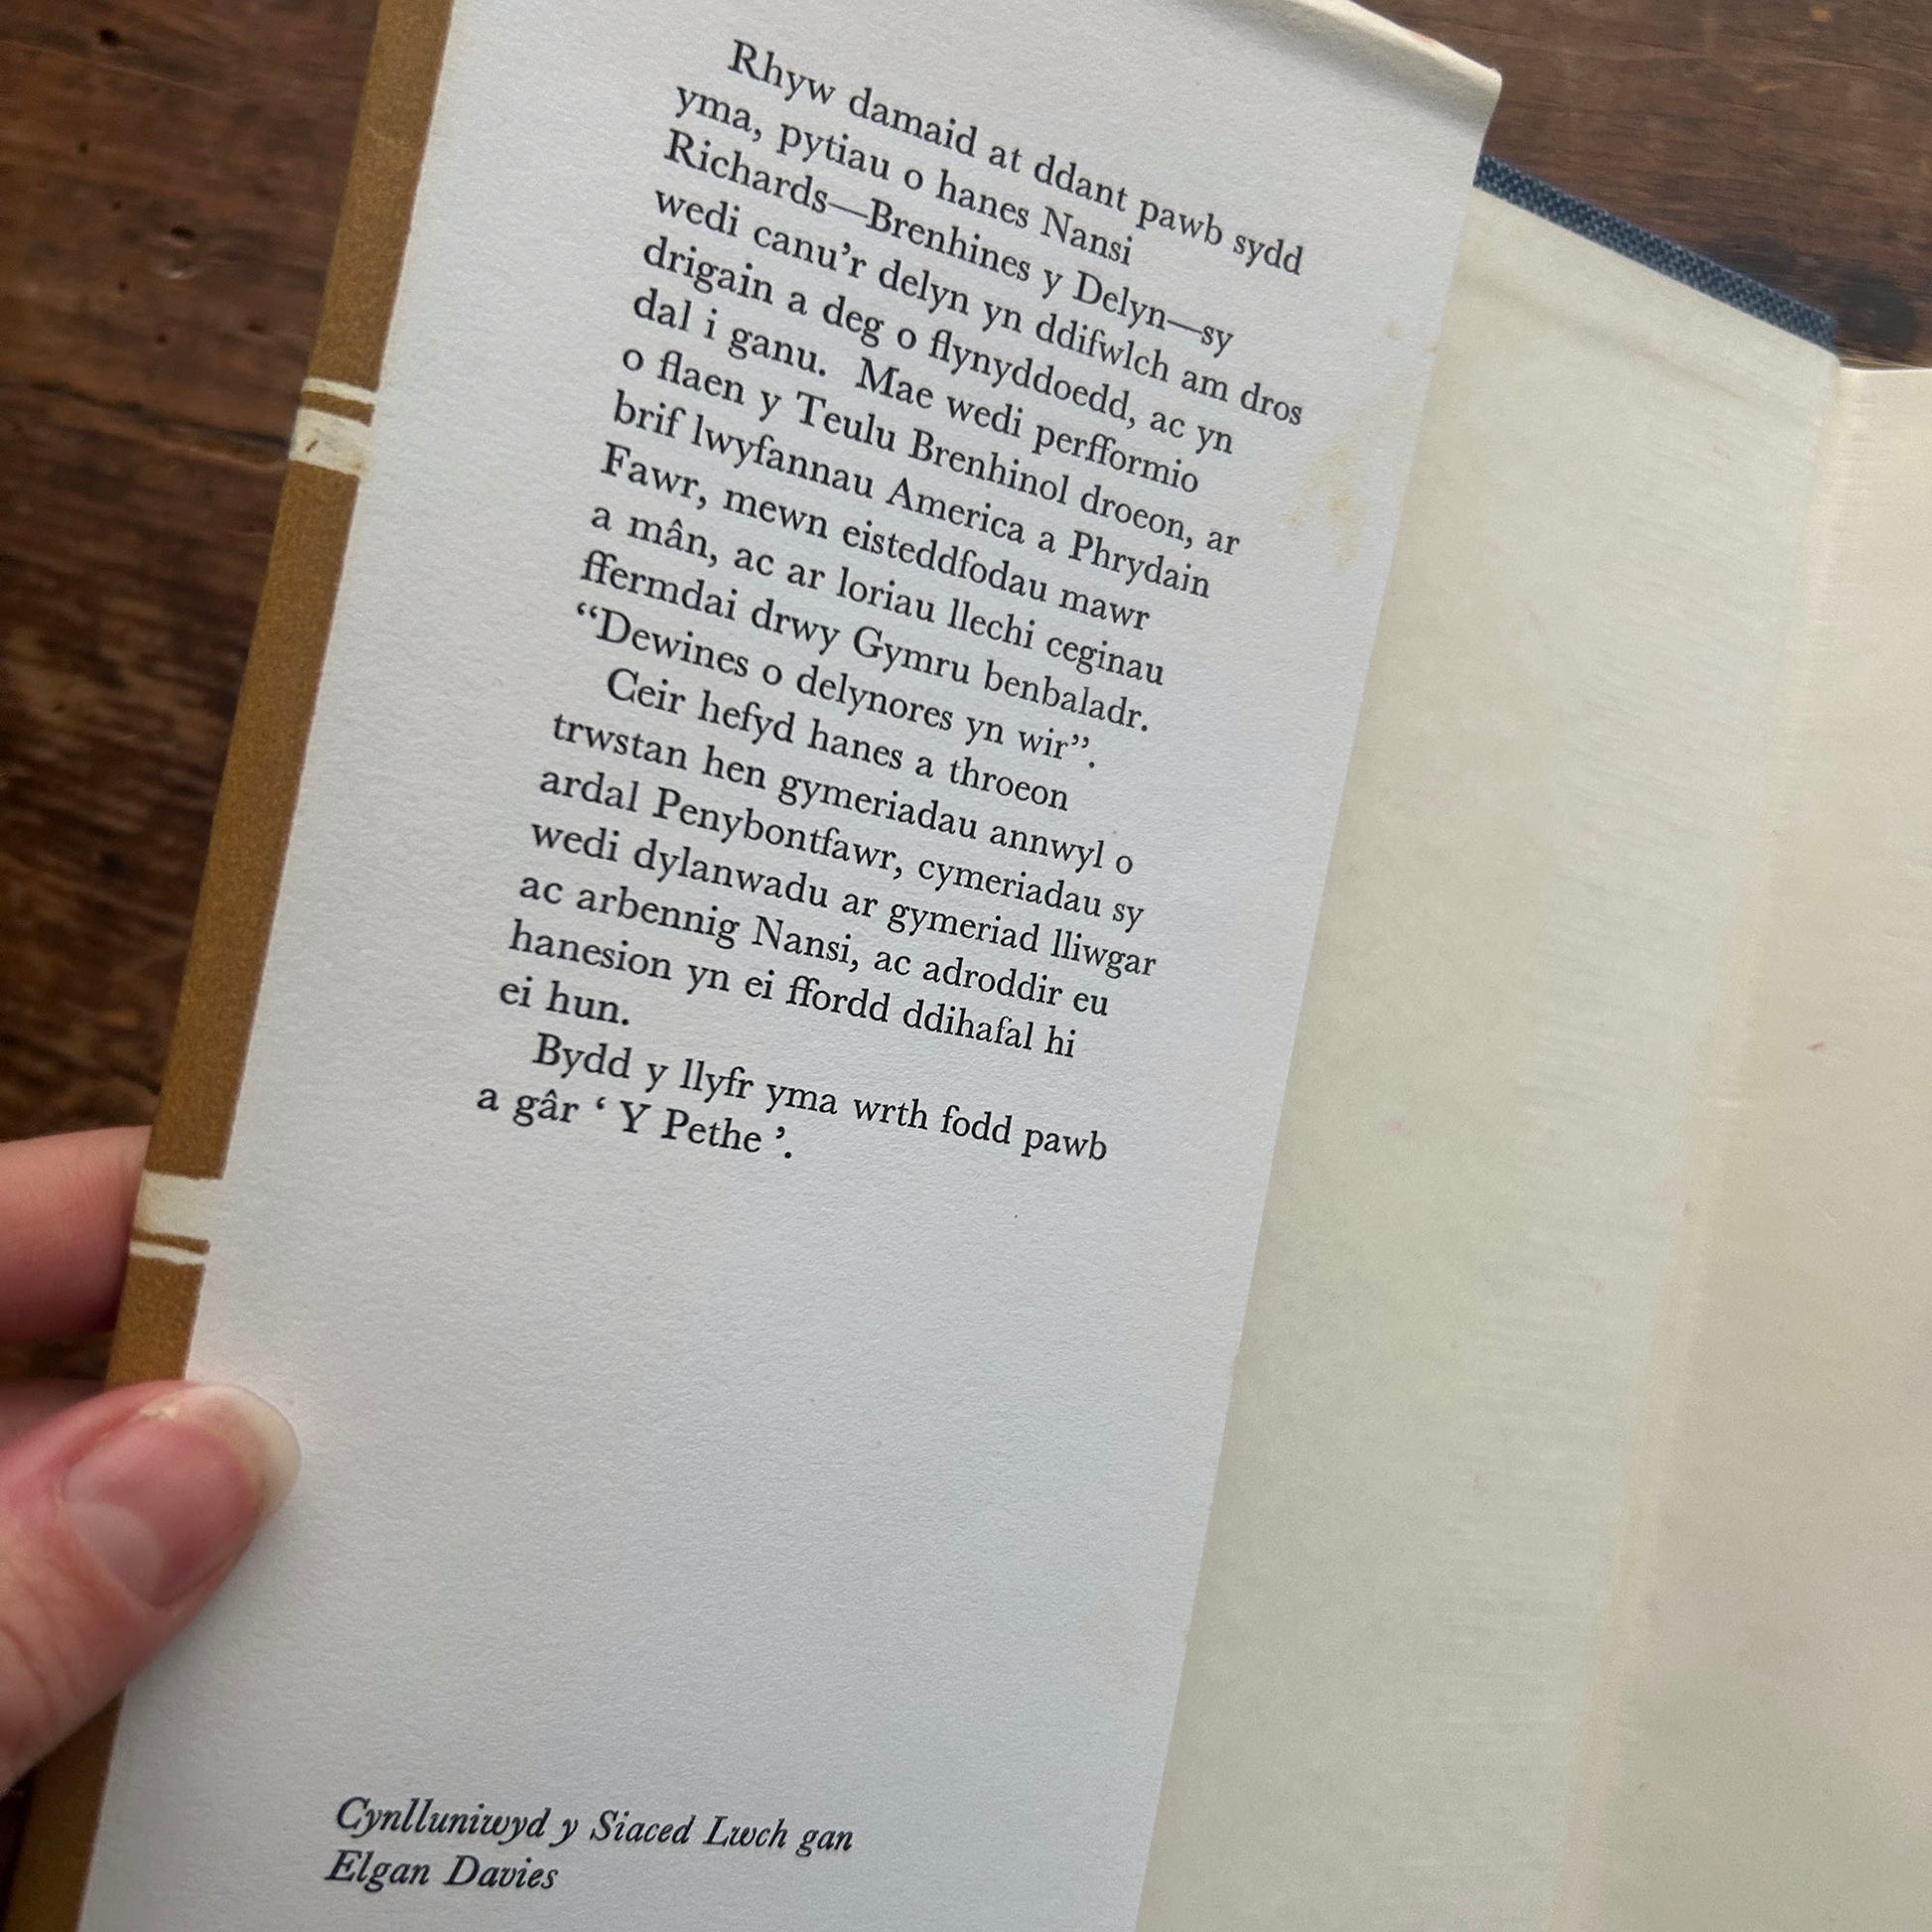 Rhyw damaid at ddant pawb sydd
yma, pytiau o hanes Nansi
Richards—Brenhines y Delyn—sy
wedi canu’r delyn yn ddifwlch am dros
drigain a deg o flynyddoedd, ac yn
dal i ganu. Mae wedi perfformio
o flaen y Teulu Brenhinol droeon, ar
brif lwyfannau America a Phrydain
Fawr, mewn eisteddfodau mawr
a mân, ac ar loriau llechi ceginau
ffermdai drwy Gymru benbaladr.
“Dewines o delynores yn wir”.
Ceir hefyd hanes a throeon
trwstan hen gymeriadau annwyl o
ardal Penybontfawr, cymeriadau sy
wedi dylanwadu ar gymeriad lliwgar
ac arbennig Nansi, ac adroddir eu
hanesion yn ei ffordd ddihafal hi
ei hun.
Bydd y llyfr yma wrth fodd pawb
a gâr ‘ Y Pethe ’.
Cynlluniwyd y Siaced Lwch gan
Elgan Davies